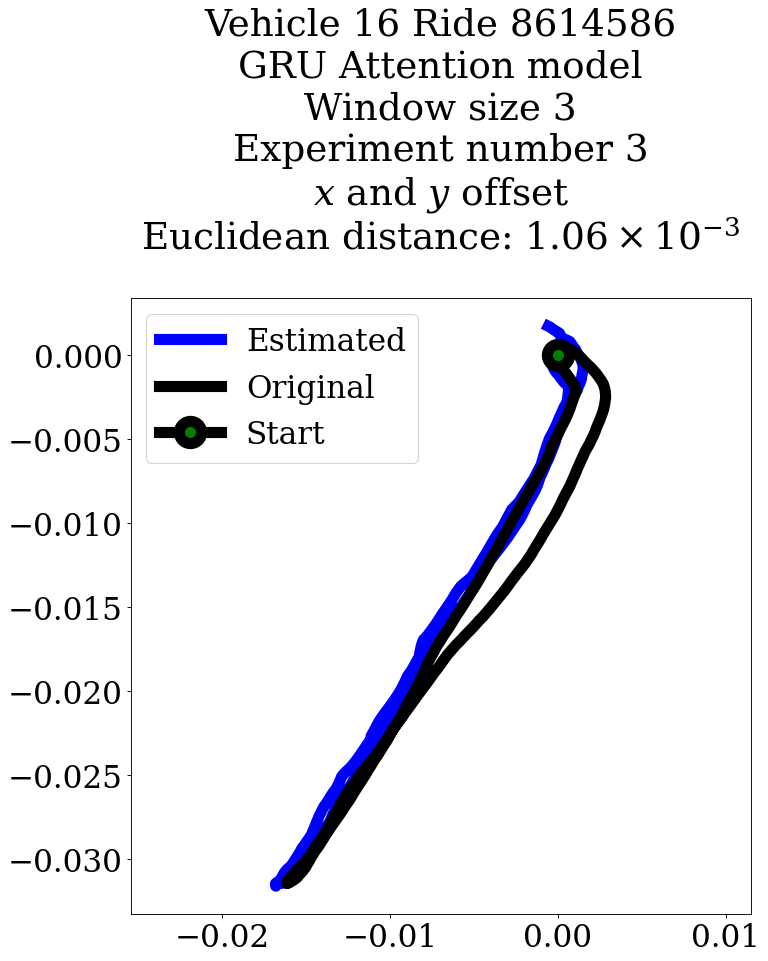 Vehicle 16 Ride 8614586
GRU Attention model
Window size 3
Experiment number 3
x and y offset
Euclidean distance: 1.06 × 10⁻³
Estimated
Original
Start
0.000
−0.005
−0.010
−0.015
−0.020
−0.025
−0.030
−0.02
−0.01
0.00
0.01